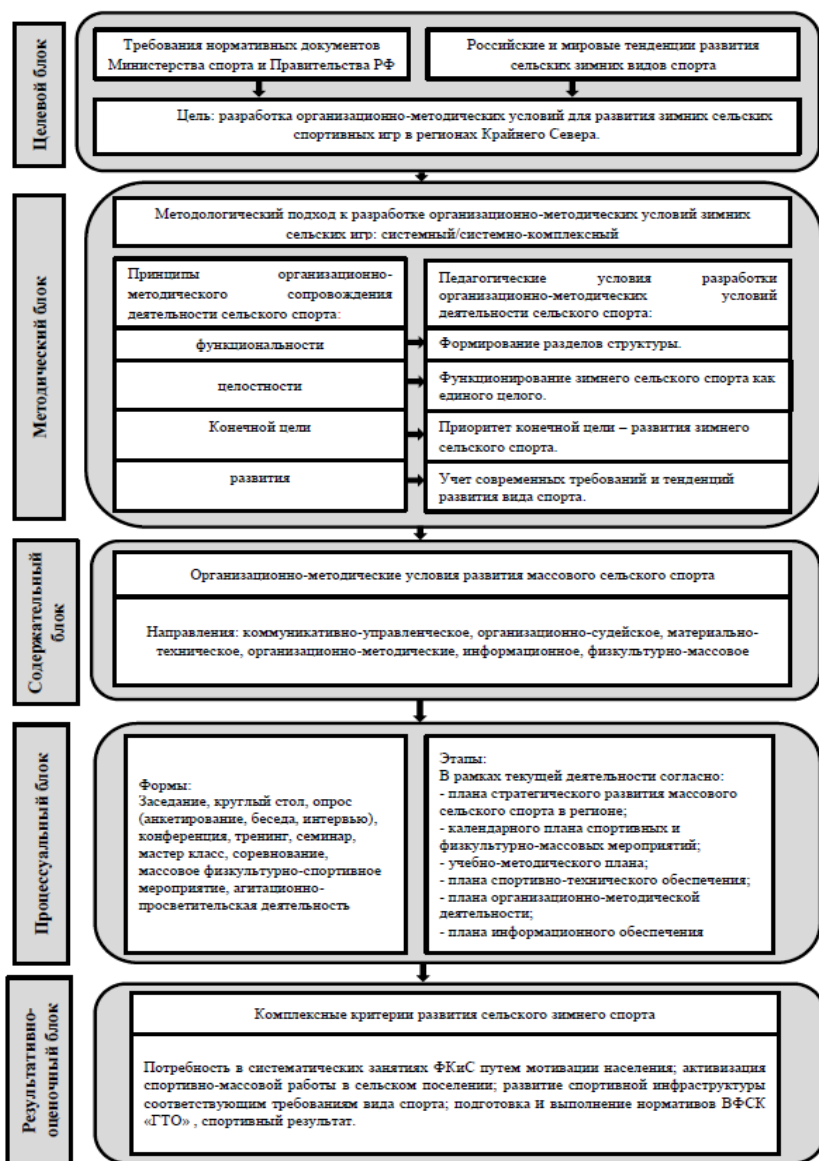 Целевой блок
Требования нормативных документов
Министерства спорта и Правительства РФ
Российские и мировые тенденции развития
сельских зимних видов спорта
Цель: разработка организационно-методических условий для развития зимних сельских
спортивных игр в регионах Крайнего Севера.
Методический блок
Методологический подход к разработке организационно-методических условий зимних
сельских игр: системный/системно-комплексный
Принципы организационно-
методического сопровождения
деятельности сельского спорта:
Педагогические условия разработки
организационно-методических условий
деятельности сельского спорта:
функциональности
Формирование разделов структуры.
целостности
Функционирование зимнего сельского спорта как
единого целого.
Конечной цели
Приоритет конечной цели – развития зимнего
сельского спорта.
развития
Учет современных требований и тенденций
развития вида спорта.
Содержательный
блок
Организационно-методические условия развития массового сельского спорта
Направления: коммуникативно-управленческое, организационно-судейское, материально-
техническое, организационно-методические, информационное, физкультурно-массовое
Процессуальный блок
Формы:
Заседание, круглый стол, опрос
(анкетирование, беседа, интервью),
конференция, тренинг, семинар,
мастер класс, соревнование,
массовое физкультурно-спортивное
мероприятие, агитационно-
просветительская деятельность
Этапы:
В рамках текущей деятельности согласно:
- плана стратегического развития массового
сельского спорта в регионе;
- календарного плана спортивных и
физкультурно-массовых мероприятий;
- учебно-методического плана;
- плана спортивно-технического обеспечения;
- плана организационно-методической
деятельности;
- плана информационного обеспечения
Результативно-
оценочный блок
Комплексные критерии развития сельского зимнего спорта
Потребность в систематических занятиях ФКиС путем мотивации населения; активизация
спортивно-массовой работы в сельском поселении; развитие спортивной инфраструктуры
соответствующим требованиям вида спорта; подготовка и выполнение нормативов ВФСК
«ГТО» , спортивный результат.